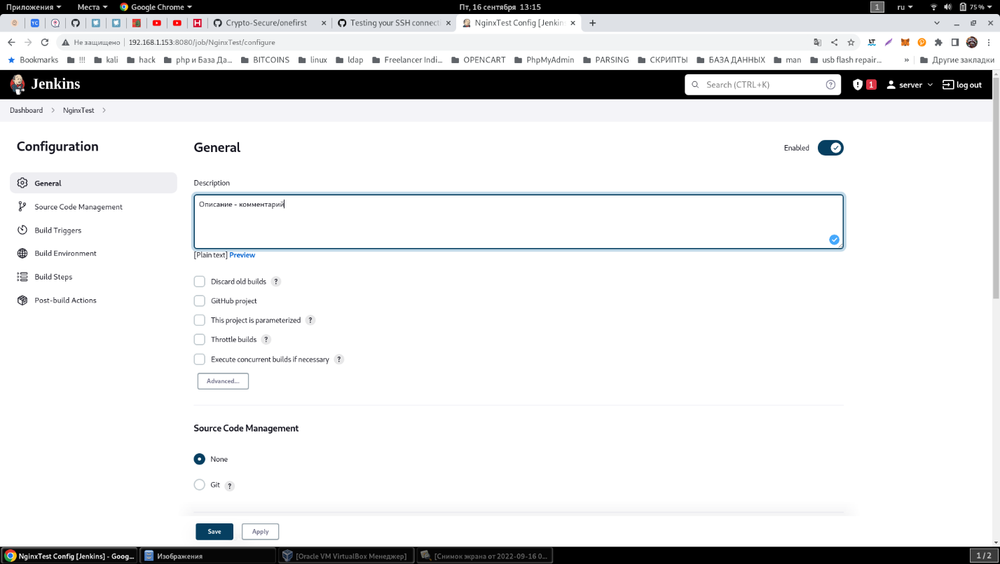 Приложения Места Google Chrome Пт, 16 сентября 13:15 1 ru 75 %
Crypto-Secure/onefirst Testing your SSH connecti NginxTest Config [Jenkins
Не защищено 192.168.1.153:8080/job/NginxTest/configure
Bookmarks !!! kali hack php и База Да... BITCOINS linux ldap Freelancer Indi... OPENCART PhpMyAdmin PARSING СКРИПТЫ БАЗА ДАННЫХ man usb flash repair... » Другие закладки
Jenkins Search (CTRL+K) 1 server log out
Dashboard NginxTest
Configuration
General
Source Code Management
Build Triggers
Build Environment
Build Steps
Post-build Actions
General
Enabled
Description
Описание - комментарий
[Plain text] Preview
Discard old builds ?
GitHub project
This project is parameterized ?
Throttle builds ?
Execute concurrent builds if necessary ?
Advanced...
Source Code Management
None
Git ?
Save Apply
NginxTest Config [Jenkins] - Goog... Изображения [Oracle VM VirtualBox Менеджер] [Снимок экрана от 2022-09-16 0... 1 / 2